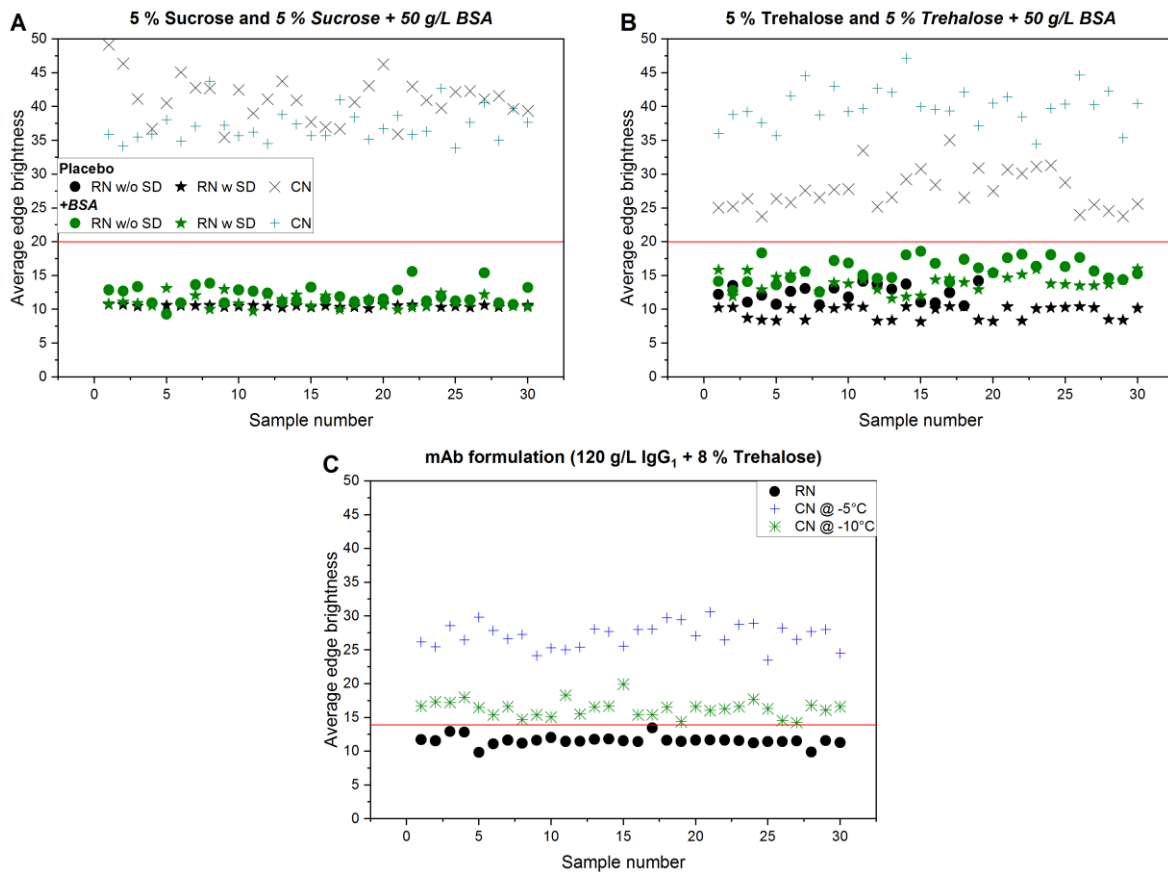 A
5 % Sucrose and 5 % Sucrose + 50 g/L BSA
Average edge brightness
50
45
40
35
30
25
20
15
10
5
0
Placebo
RN w/o SD RN w SD CN
+BSA
RN w/o SD RN w SD CN
0 5 10 15 20 25 30
Sample number
B
5 % Trehalose and 5 % Trehalose + 50 g/L BSA
Average edge brightness
50
45
40
35
30
25
20
15
10
5
0
0 5 10 15 20 25 30
Sample number
C
mAb formulation (120 g/L IgG₁ + 8 % Trehalose)
Average edge brightness
50
45
40
35
30
25
20
15
10
5
0
RN
CN @ -5°C
CN @ -10°C
0 5 10 15 20 25 30
Sample number